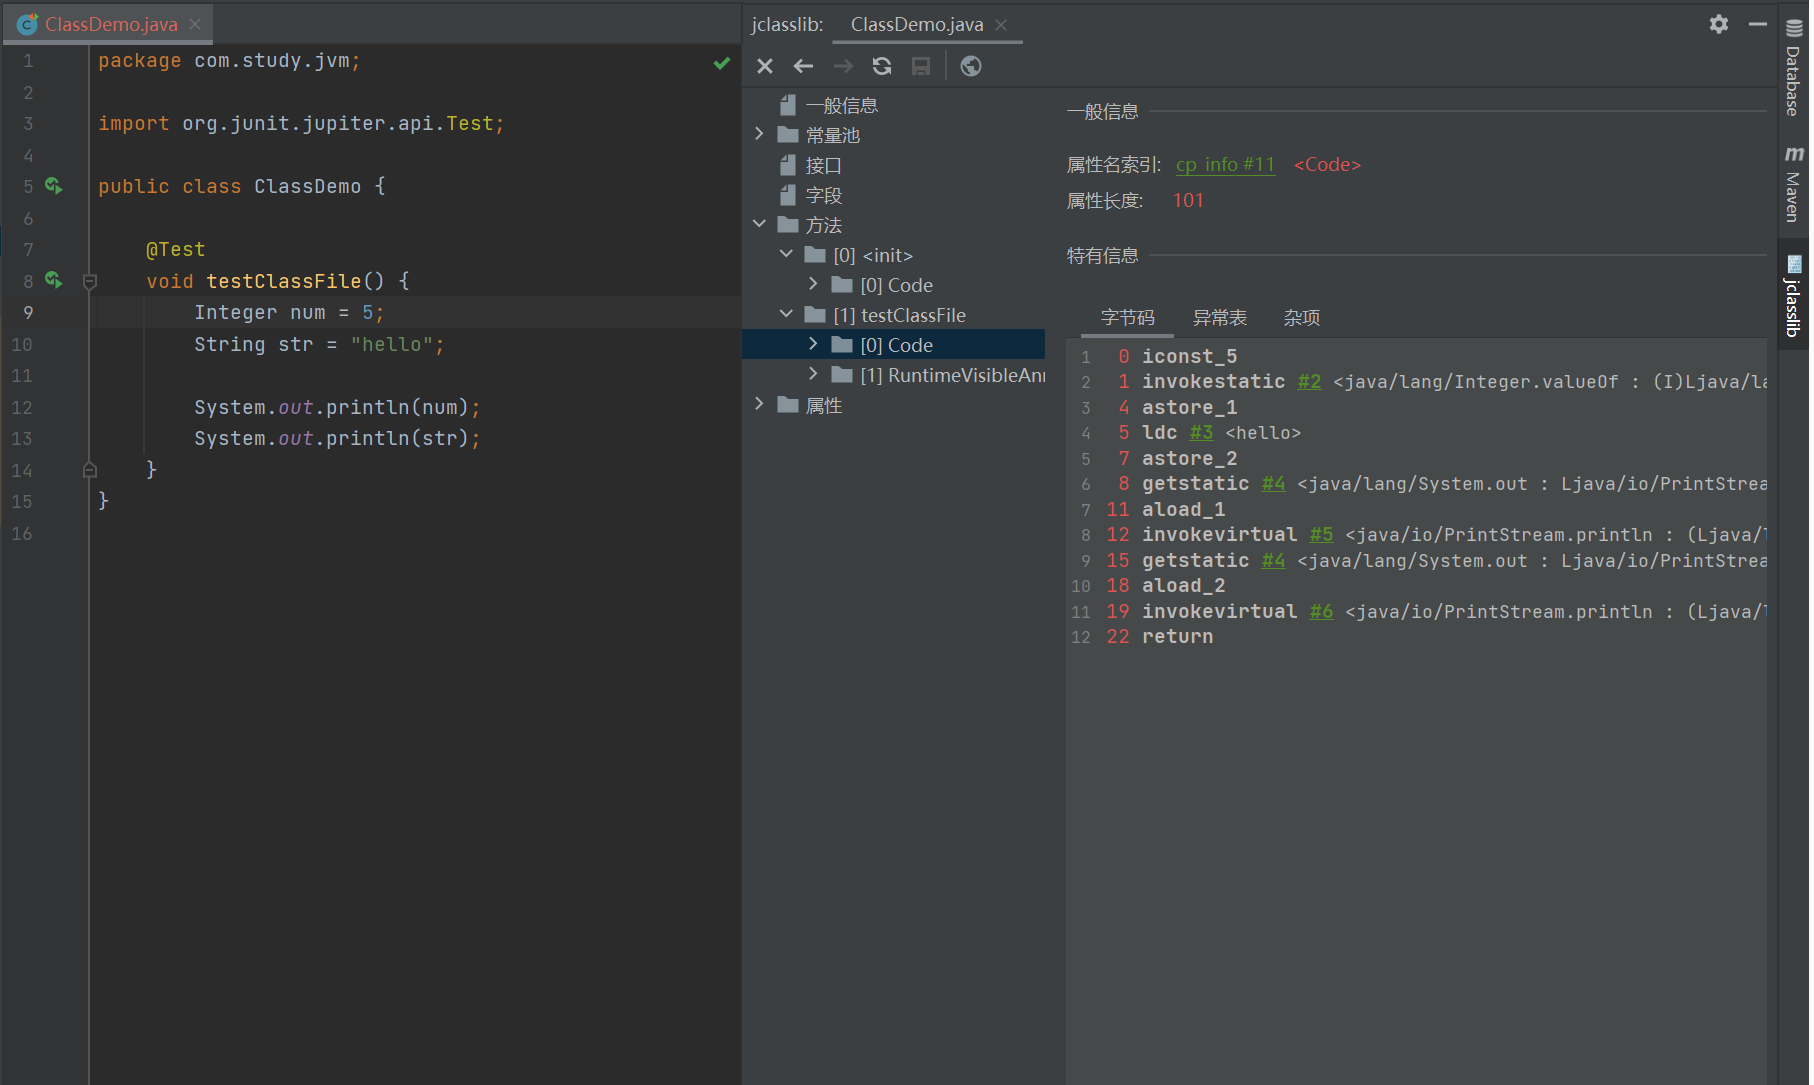 ClassDemo.java
1 package com.study.jvm;
2
3 import org.junit.jupiter.api.Test;
4
5 public class ClassDemo {
6
7 @Test
8 void testClassFile() {
9 Integer num = 5;
10 String str = "hello";
11
12 System.out.println(num);
13 System.out.println(str);
14 }
15 }
16
jclasslib: ClassDemo.java
一般信息
常量池
接口
字段
方法
[0] <init>
[0] Code
[1] testClassFile
[0] Code
[1] RuntimeVisibleAnn
属性
一般信息
属性名索引: cp_info #11 <Code>
属性长度: 101
特有信息
字节码 异常表 杂项
1 0 iconst_5
2 1 invokestatic #2 <java/lang/Integer.valueOf : (I)Ljava/la
3 4 astore_1
4 5 ldc #3 <hello>
5 7 astore_2
6 8 getstatic #4 <java/lang/System.out : Ljava/io/PrintStrea
7 11 aload_1
8 12 invokevirtual #5 <java/io/PrintStream.println : (Ljava/l
9 15 getstatic #4 <java/lang/System.out : Ljava/io/PrintStrea
10 18 aload_2
11 19 invokevirtual #6 <java/io/PrintStream.println : (Ljava/l
12 22 return
Database
m Maven
jclasslib